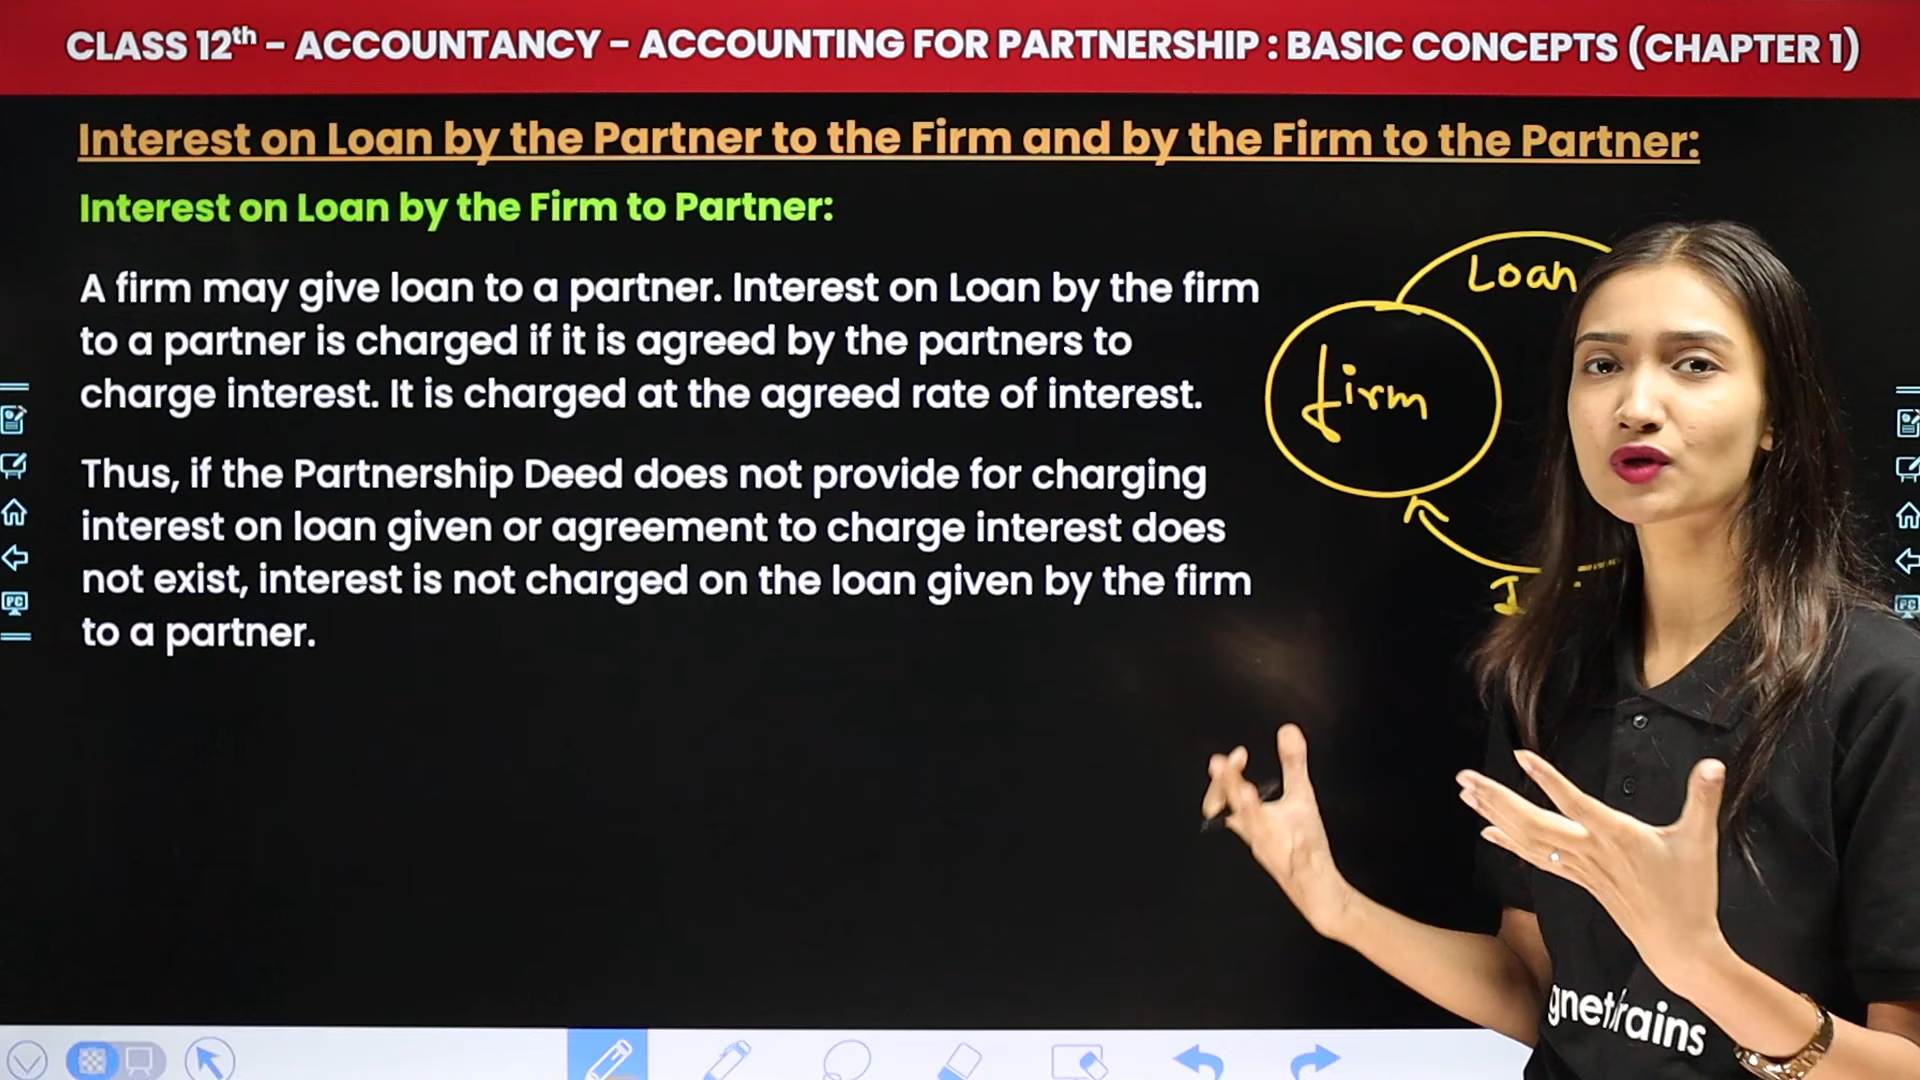 CLASS 12th - ACCOUNTANCY - ACCOUNTING FOR PARTNERSHIP : BASIC CONCEPTS (CHAPTER 1)
Interest on Loan by the Partner to the Firm and by the Firm to the Partner:
Interest on Loan by the Firm to Partner:
A firm may give loan to a partner. Interest on Loan by the firm
to a partner is charged if it is agreed by the partners to
charge interest. It is charged at the agreed rate of interest.
Thus, if the Partnership Deed does not provide for charging
interest on loan given or agreement to charge interest does
not exist, interest is not charged on the loan given by the firm
to a partner.
Loan
firm
PC
PC